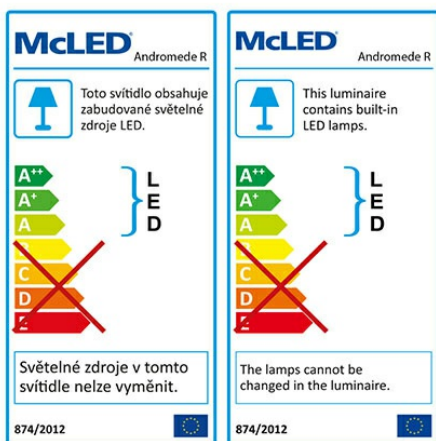 McLED
Andromede R
Toto svítidlo obsahuje
zabudované světelné
zdroje LED.
A++
A+
A
B
C
D
E
L
E
D
Světelné zdroje v tomto
svítidle nelze vyměnit.
874/2012
McLED
Andromede R
This luminaire
contains built-in
LED lamps.
A++
A+
A
B
C
D
E
L
E
D
The lamps cannot be
changed in the luminaire.
874/2012